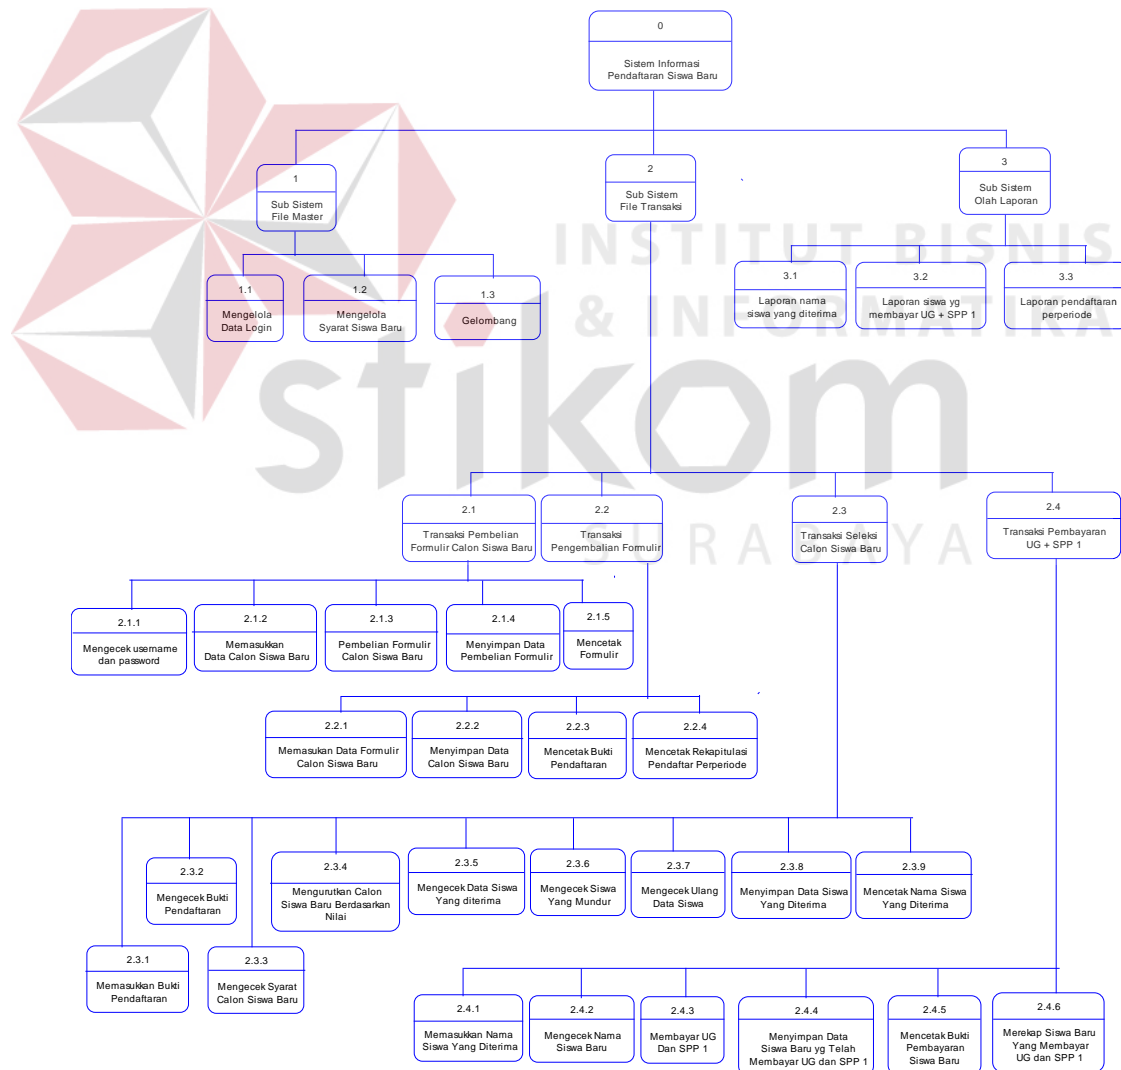 0
Sistem Informasi
Pendaftaran Siswa Baru
1
Sub Sistem
File Master
2
Sub Sistem
File Transaksi
3
Sub Sistem
Olah Laporan
INSTITUT BISNIS
& INFORMATIKA
stikom
SURABAYA
1.1
Mengelola
Data Login
1.2
Mengelola
Syarat Siswa Baru
1.3
Gelombang
3.1
Laporan nama
siswa yang diterima
3.2
Laporan siswa yg
membayar UG + SPP 1
3.3
Laporan pendaftaran
perperiode
2.1
Transaksi Pembelian
Formulir Calon Siswa Baru
2.2
Transaksi
Pengembalian Formulir
2.3
Transaksi Seleksi
Calon Siswa Baru
2.4
Transaksi Pembayaran
UG + SPP 1
2.1.1
Mengecek username
dan password
2.1.2
Memasukkan
Data Calon Siswa Baru
2.1.3
Pembelian Formulir
Calon Siswa Baru
2.1.4
Menyimpan Data
Pembelian Formulir
2.1.5
Mencetak
Formulir
2.2.1
Memasukan Data Formulir
Calon Siswa Baru
2.2.2
Menyimpan Data
Calon Siswa Baru
2.2.3
Mencetak Bukti
Pendaftaran
2.2.4
Mencetak Rekapitulasi
Pendaftar Perperiode
2.3.1
Memasukkan Bukti
Pendaftaran
2.3.2
Mengecek Bukti
Pendaftaran
2.3.3
Mengecek Syarat
Calon Siswa Baru
2.3.4
Mengurutkan Calon
Siswa Baru Berdasarkan
Nilai
2.3.5
Mengecek Data Siswa
Yang diterima
2.3.6
Mengecek Siswa
Yang Mundur
2.3.7
Mengecek Ulang
Data Siswa
2.3.8
Menyimpan Data Siswa
Yang Diterima
2.3.9
Mencetak Nama Siswa
Yang Diterima
2.4.1
Memasukkan Nama
Siswa Yang Diterima
2.4.2
Mengecek Nama
Siswa Baru
2.4.3
Membayar UG
Dan SPP 1
2.4.4
Menyimpan Data
Siswa Baru yg Telah
Membayar UG dan SPP 1
2.4.5
Mencetak Bukti
Pembayaran
Siswa Baru
2.4.6
Merekap Siswa Baru
Yang Membayar
UG dan SPP 1